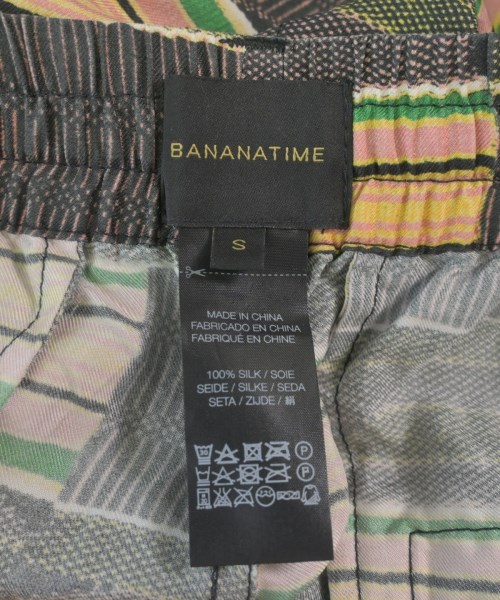 BANANATIME
S
MADE IN CHINA
FABRICADO EN CHINA
FABRIQUÉ EN CHINE
100% SILK / SOIE
SEIDE / SILKE / SEDA
SETA / ZIJDE / 絹
P
P